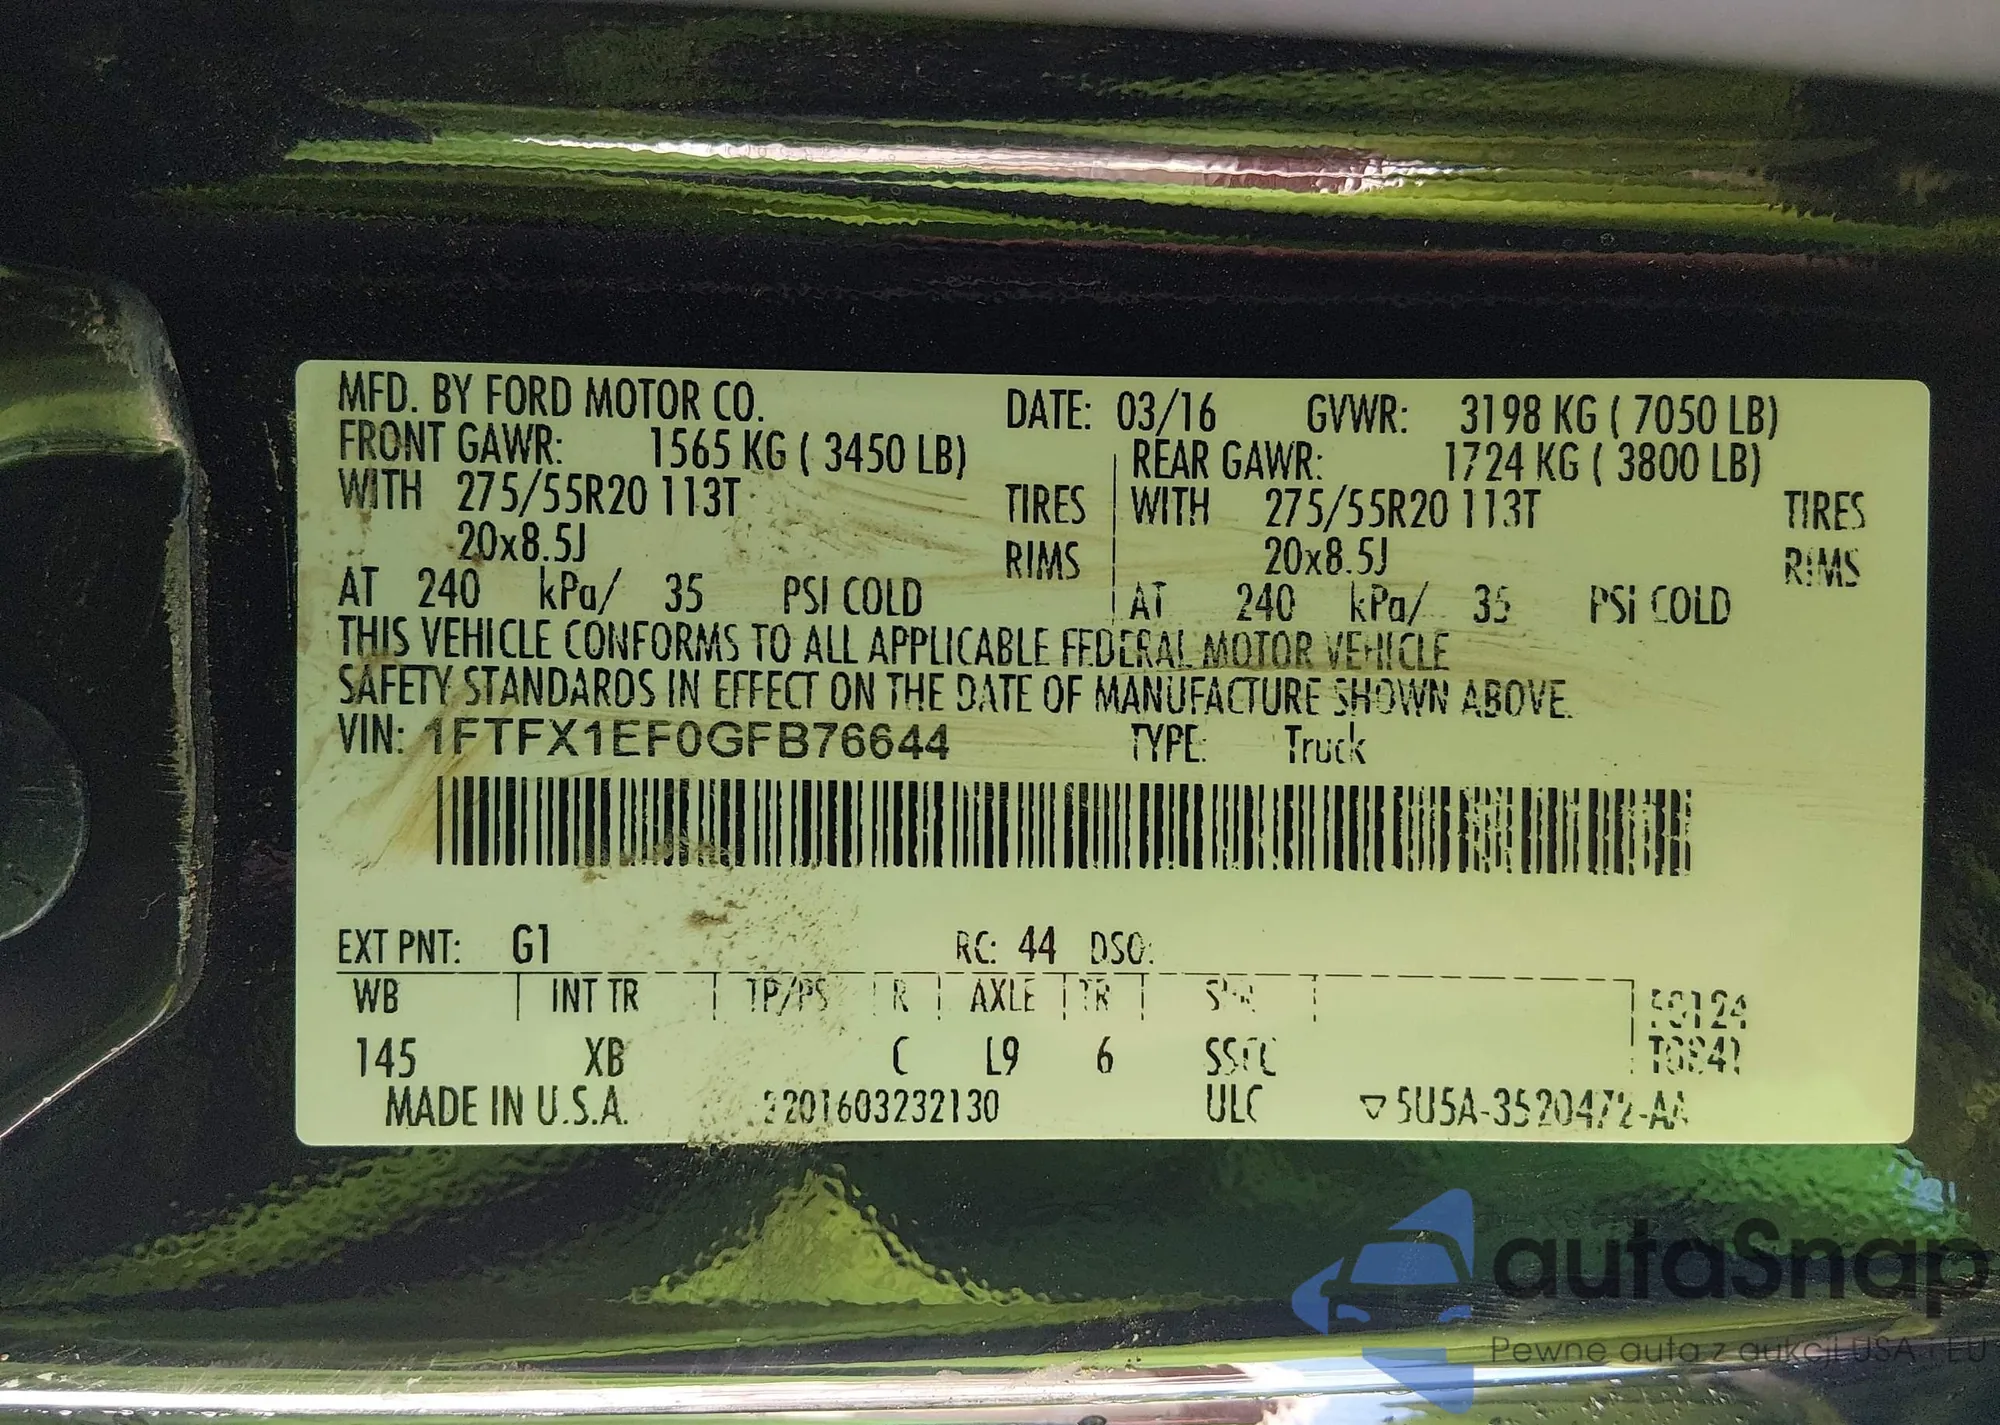 MFD. BY FORD MOTOR CO. DATE: 03/16 GVWR: 3198 KG ( 7050 LB)
FRONT GAWR: 1565 KG ( 3450 LB) REAR GAWR: 1724 KG ( 3800 LB)
WITH 275/55R20 113T TIRES WITH 275/55R20 113T TIRES
20x8.5J RIMS 20x8.5J RIMS
AT 240 kPa/ 35 PSI COLD AT 240 kPa/ 35 PSI COLD
THIS VEHICLE CONFORMS TO ALL APPLICABLE FEDERAL MOTOR VEHICLE
SAFETY STANDARDS IN EFFECT ON THE DATE OF MANUFACTURE SHOWN ABOVE.
VIN: 1FTFX1EF0GFB76644 TYPE: Truck
EXT PNT: G1 RC: 44 DSO:
WB INT TR TP/PS R AXLE TR
145 XB C L9 6
MADE IN U.S.A. ULC ▽5U5A-3520472-AA
autaSnap
Pewne auta z aukcji USA i EU